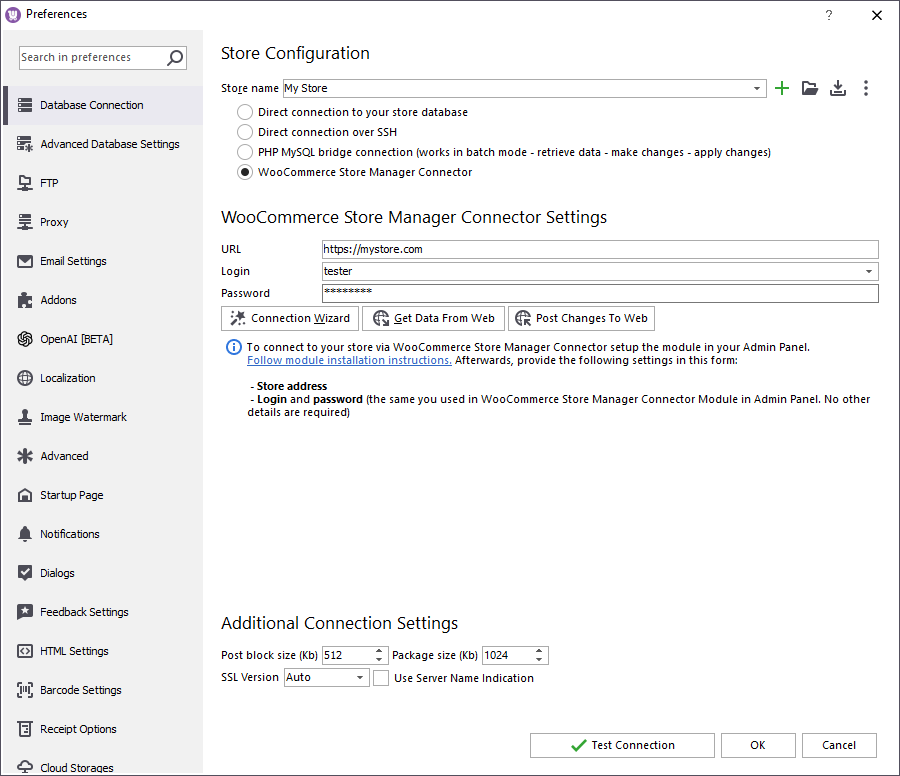 Preferences
?
Search in preferences
Database Connection
Advanced Database Settings
FTP
Proxy
Email Settings
Addons
OpenAI [BETA]
Localization
Image Watermark
Advanced
Startup Page
Notifications
Dialogs
Feedback Settings
HTML Settings
Barcode Settings
Receipt Options
Cloud Storages
Store Configuration
Store name My Store
Direct connection to your store database
Direct connection over SSH
PHP MySQL bridge connection (works in batch mode - retrieve data - make changes - apply changes)
WooCommerce Store Manager Connector
WooCommerce Store Manager Connector Settings
URL https://mystore.com
Login tester
Password ********
Connection Wizard Get Data From Web Post Changes To Web
To connect to your store via WooCommerce Store Manager Connector setup the module in your Admin Panel.
Follow module installation instructions. Afterwards, provide the following settings in this form:
- Store address
- Login and password (the same you used in WooCommerce Store Manager Connector Module in Admin Panel. No other
details are required)
Additional Connection Settings
Post block size (Kb) 512 Package size (Kb) 1024
SSL Version Auto Use Server Name Indication
Test Connection OK Cancel